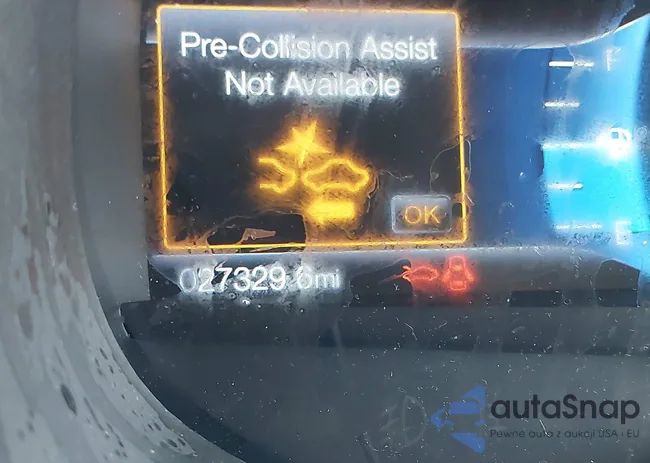 Pre-Collision Assist
Not Available
OK
027329.6mi
autaSnap
Pewne auta z aukcji USA i EU